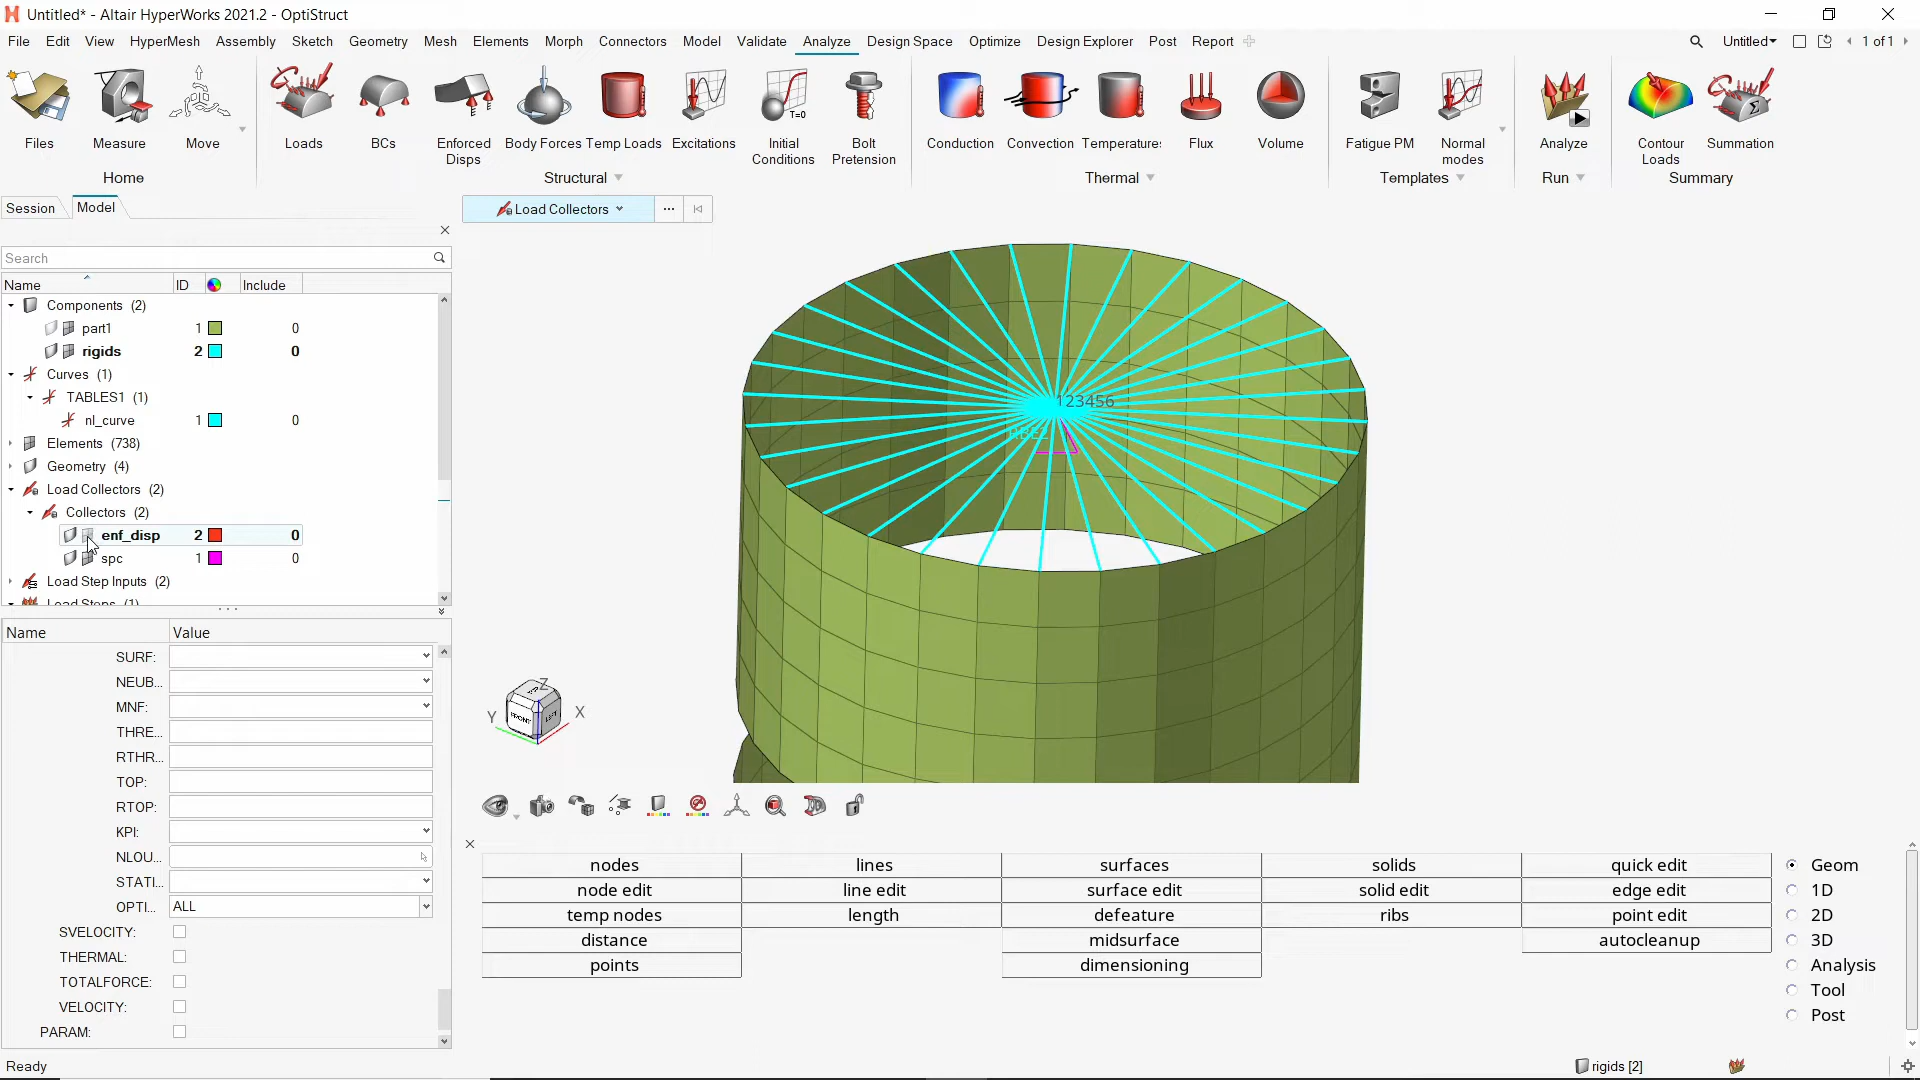 Untitled* - Altair HyperWorks 2021.2 - OptiStruct
File Edit View HyperMesh Assembly Sketch Geometry Mesh Elements Morph Connectors Model Validate Analyze Design Space Optimize Design Explorer Post Report Untitled 1 of 1
Files Measure Move Loads BCs Enforced Disps Body Forces Temp Loads Excitations Initial Conditions Bolt Pretension Conduction Convection Temperatures Flux Volume Fatigue PM Normal modes Analyze Contour Loads Summation
T=0
Home Structural Thermal Templates Run Summary
Session Model
Load Collectors
Search
Name ID Include
Components (2)
part1 1 0
rigids 2 0
Curves (1)
TABLES1 (1)
nl_curve 1 0
Elements (738)
Geometry (4)
Load Collectors (2)
Collectors (2)
enf_disp 2 0
spc 1 0
Load Step Inputs (2)
Load Steps (1)
Name Value
SURF:
NEUB...
MNF:
THRE...
RTHR...
TOP:
RTOP:
KPI:
NLOU...
STATI...
OPTI... ALL
SVELOCITY:
THERMAL:
TOTALFORCE:
VELOCITY:
PARAM:
123456
RBE2
Z
Y X
FRONT LEFT
nodes lines surfaces solids quick edit Geom
node edit line edit surface edit solid edit edge edit 1D
temp nodes length defeature ribs point edit 2D
distance midsurface autocleanup 3D
points dimensioning Analysis
Tool
Post
Ready rigids [2]